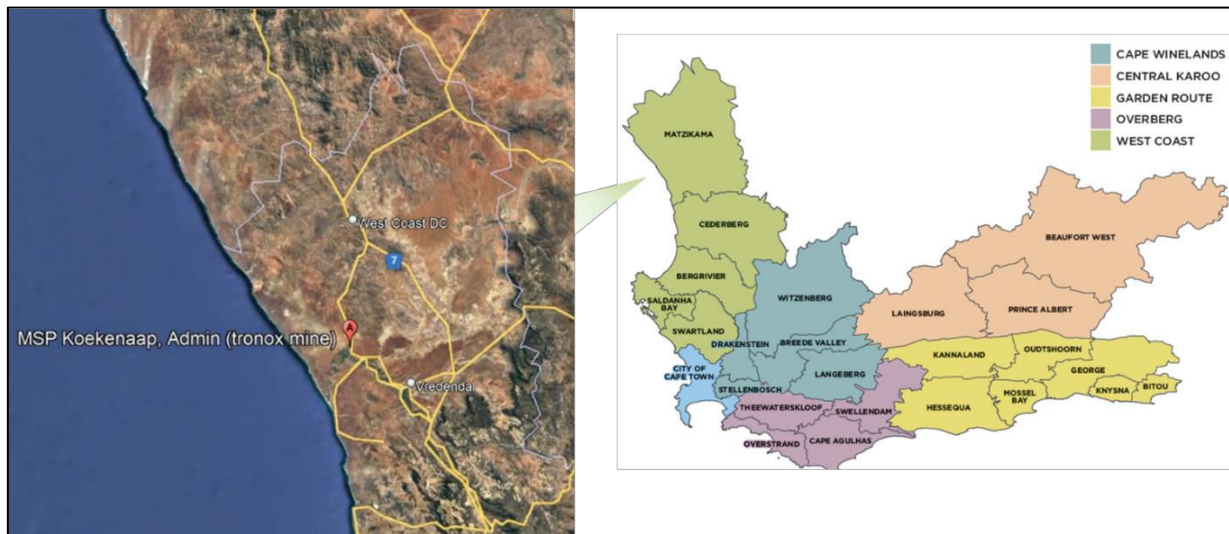 West Coast DC
7
A
MSP Koekenaap, Admin (tronox mine)
Vredendal
CAPE WINELANDS
CENTRAL KAROO
GARDEN ROUTE
OVERBERG
WEST COAST
MATZIKAMA
CEDERBERG
BEAUFORT WEST
BERGRIVIER
WITZENBERG
SALDANHA
BAY
LAINGSBURG
PRINCE ALBERT
SWARTLAND
DRAKENSTEIN
BREEDE VALLEY
KANNALAND
OUDTSHOORN
CITY OF
CAPE TOWN
LANGEBERG
GEORGE
STELLENBOSCH
KNYSNA
BITOU
THEEWATERSKLOOF
SWELLENDAM
HESSEQUA
MOSSEL
BAY
OVERSTRAND
CAPE AGULHAS